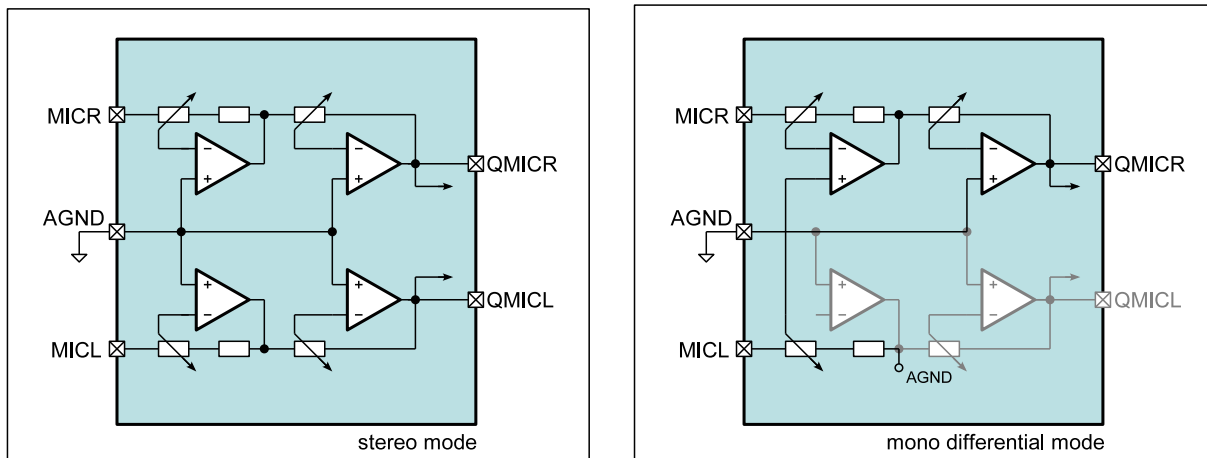 MICR
QMICR
AGND
QMICL
MICL
stereo mode
MICR
QMICR
AGND
QMICL
MICL
AGND
mono differential mode